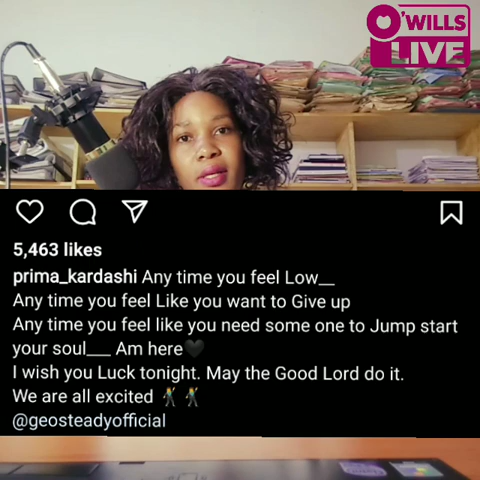 O'WILLS
LIVE
5,463 likes
prima_kardashi Any time you feel Low__
Any time you feel Like you want to Give up
Any time you feel like you need some one to Jump start
your soul___ Am here🖤
I wish you Luck tonight. May the Good Lord do it.
We are all excited 👯‍♂️👯‍♂️
@geosteadyofficial